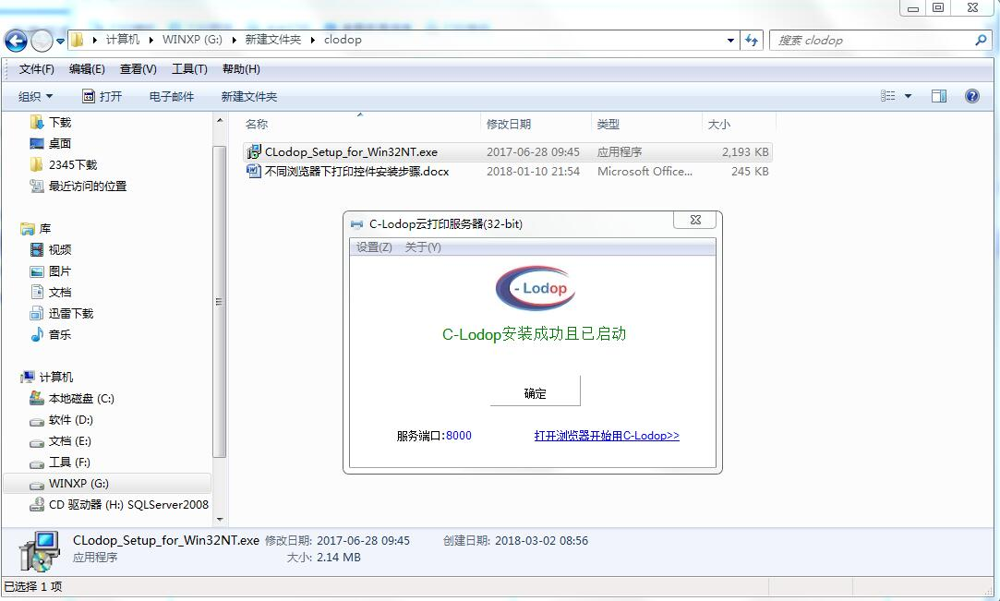 计算机 WINXP (G:) 新建文件夹 clodop 搜索 clodop
文件(F) 编辑(E) 查看(V) 工具(T) 帮助(H)
组织 打开 电子邮件 新建文件夹
下载
桌面
2345下载
最近访问的位置
库
视频
图片
文档
迅雷下载
音乐
计算机
本地磁盘 (C:)
软件 (D:)
文档 (E:)
工具 (F:)
WINXP (G:)
CD 驱动器 (H:) SQLServer2008
名称 修改日期 类型 大小
CLodop_Setup_for_Win32NT.exe 2017-06-28 09:45 应用程序 2,193 KB
不同浏览器下打印控件安装步骤.docx 2018-01-10 21:54 Microsoft Office... 245 KB
C-Lodop云打印服务器(32-bit)
设置(Z) 关于(Y)
- Lodop
C-Lodop安装成功且已启动
确定
服务端口:8000 打开浏览器开始用C-Lodop>>
CLodop_Setup_for_Win32NT.exe 修改日期: 2017-06-28 09:45 创建日期: 2018-03-02 08:56
应用程序 大小: 2.14 MB
已选择 1 项